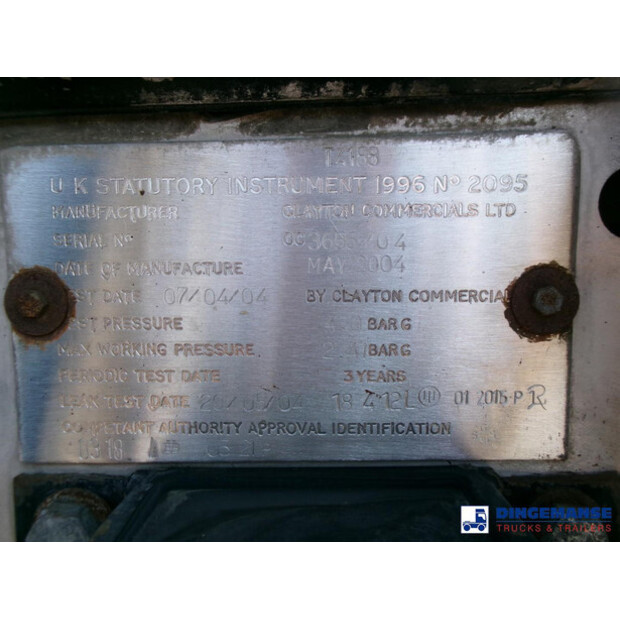 U K STATUTORY INSTRUMENT 1996 Nº 2095
MANUFACTURER CLAYTON COMMERCIALS LTD
SERIAL Nº
DATE OF MANUFACTURE MAY 2004
TEST DATE 07/04/04 BY CLAYTON COMMERCIAL
TEST PRESSURE BAR G
MAX WORKING PRESSURE BAR G
PERIODIC TEST DATE 3 YEARS
LEAK TEST DATE 01 2015-P
COMPETANT AUTHORITY APPROVAL IDENTIFICATION
DINGEMANSE
TRUCKS & TRAILERS